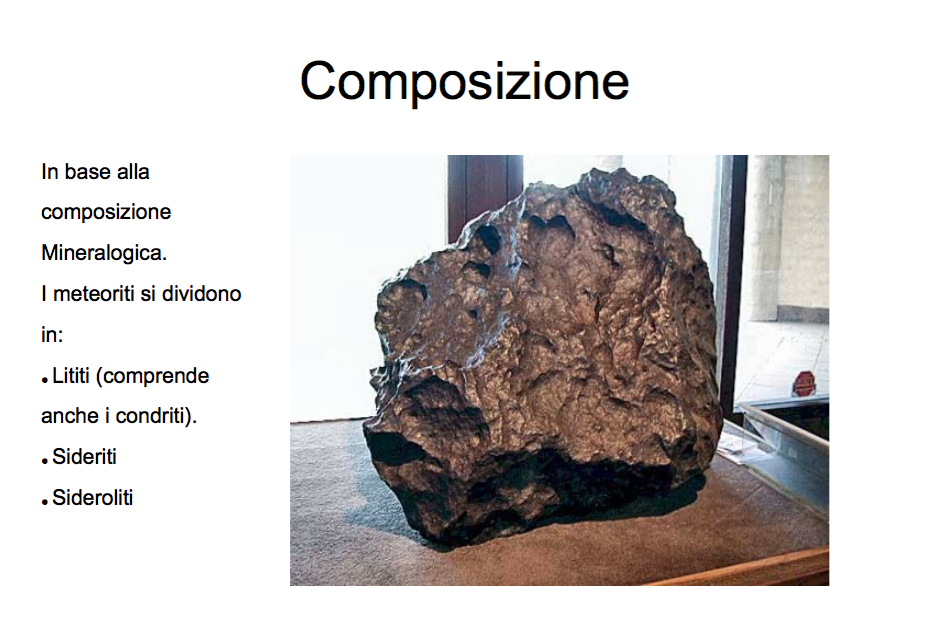 Composizione
In base alla
composizione
Mineralogica.
I meteoriti si dividono
in:
● Lititi (comprende
anche i condriti).
● Sideriti
● Sideroliti